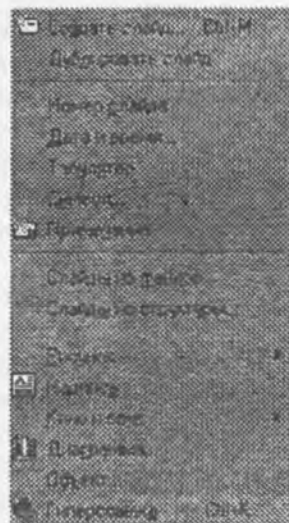 Создать слайд... Ctrl+M
Дублировать слайд
Номер слайда
Дата и время...
Символ...
Примечание
Слайды из файлов...
Слайды из структуры...
Рисунок
Надпись
Кино и звук
Диаграмма...
Объект...
Гиперссылка... Ctrl+K